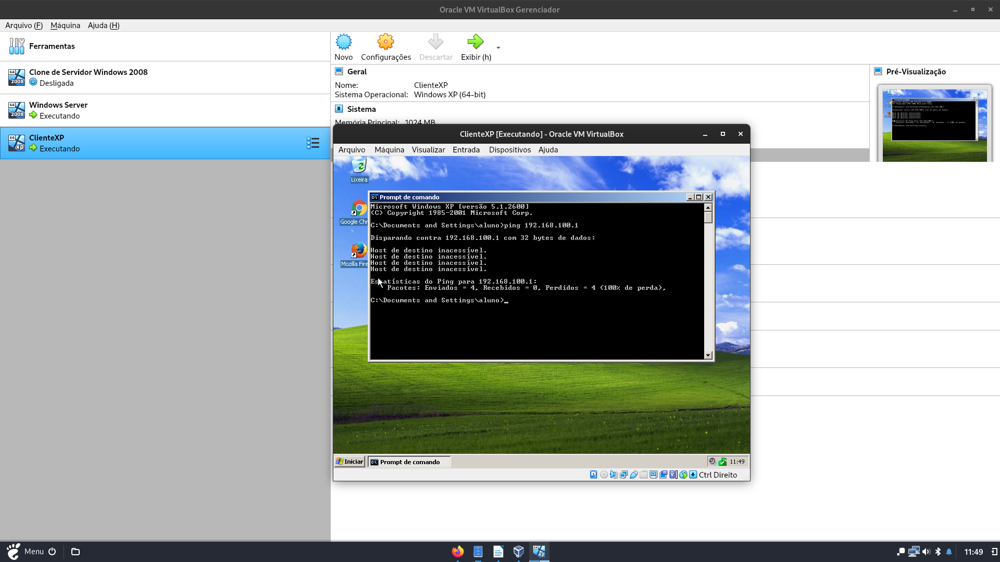 Oracle VM VirtualBox Gerenciador
Arquivo (F) Máquina Ajuda (H)
Ferramentas
Clone de Servidor Windows 2008
Desligada
Windows Server
Executando
ClienteXP
Executando
Novo Configurações Descartar Exibir (h)
Geral
Nome: ClienteXP
Sistema Operacional: Windows XP (64-bit)
Sistema
Memória Principal: 1024 MB
Pré-Visualização
ClienteXP [Executando] - Oracle VM VirtualBox
Arquivo Máquina Visualizar Entrada Dispositivos Ajuda
Lixeira
Google Chr
Mozilla Fire
Prompt de comando
Microsoft Windows XP [versão 5.1.2600]
(C) Copyright 1985-2001 Microsoft Corp.
C:\Documents and Settings\aluno>ping 192.168.100.1
Disparando contra 192.168.100.1 com 32 bytes de dados:
Host de destino inacessível.
Host de destino inacessível.
Host de destino inacessível.
Host de destino inacessível.
Estatísticas do Ping para 192.168.100.1:
Pacotes: Enviados = 4, Recebidos = 0, Perdidos = 4 (100% de perda),
C:\Documents and Settings\aluno>_
Iniciar Prompt de comando 11:49
Ctrl Direito
Menu 11:49